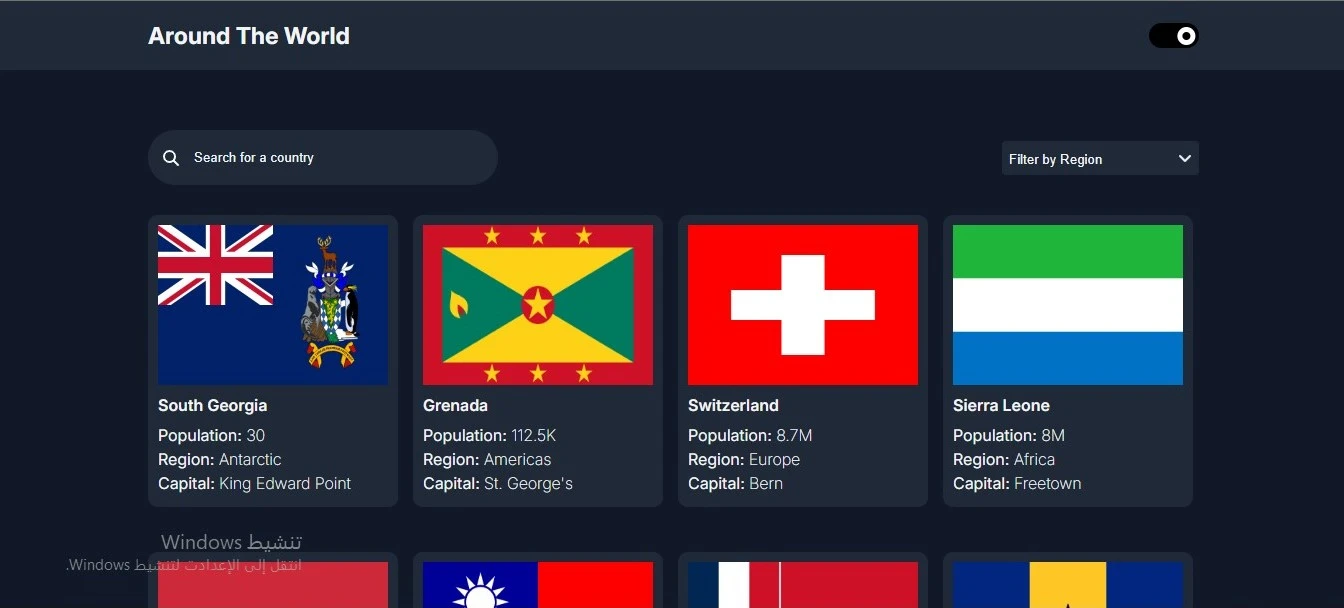 Around The World
Search for a country
Filter by Region
South Georgia
Population: 30
Region: Antarctic
Capital: King Edward Point
Grenada
Population: 112.5K
Region: Americas
Capital: St. George's
Switzerland
Population: 8.7M
Region: Europe
Capital: Bern
Sierra Leone
Population: 8M
Region: Africa
Capital: Freetown
تنشيط Windows
انتقل إلى الإعدادت لتنشيط Windows.